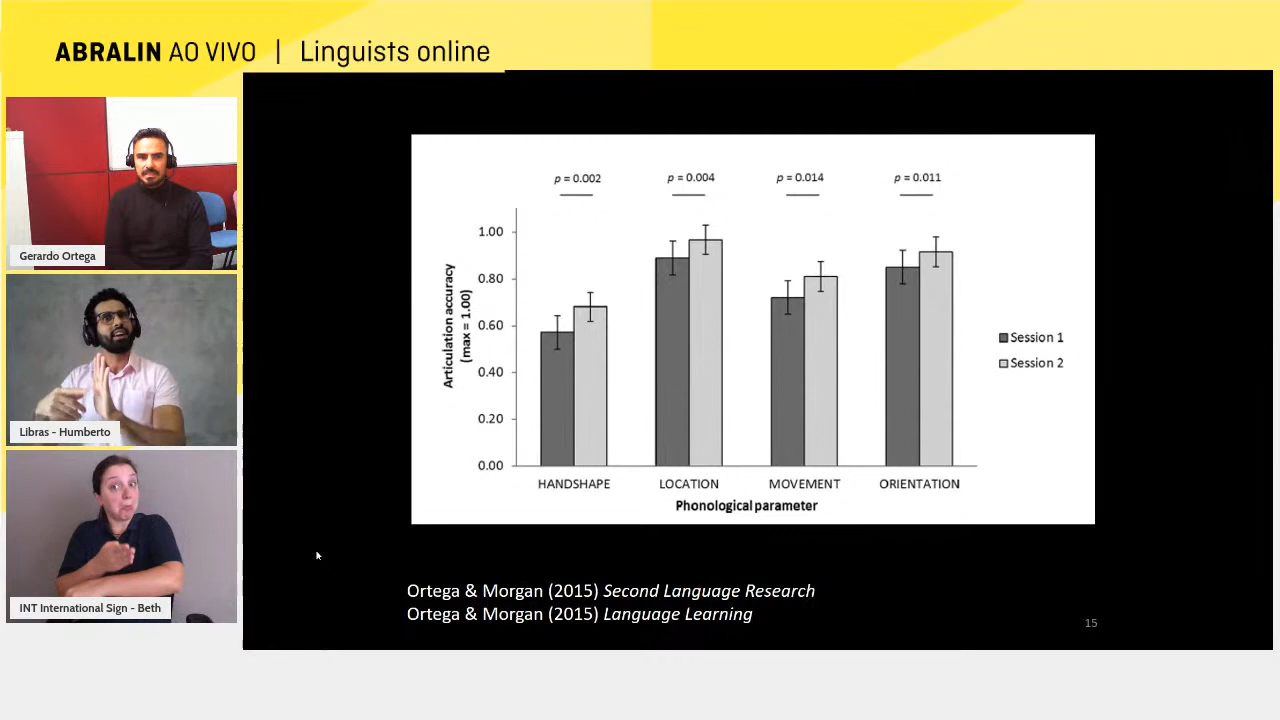 ABRALIN AO VIVO | Linguists online
Gerardo Ortega
Libras - Humberto
INT International Sign - Beth
p = 0.002
p = 0.004
p = 0.014
p = 0.011
1.00
0.80
0.60
0.40
0.20
0.00
Articulation accuracy
(max = 1.00)
HANDSHAPE
LOCATION
MOVEMENT
ORIENTATION
Phonological parameter
Session 1
Session 2
Ortega & Morgan (2015) Second Language Research
Ortega & Morgan (2015) Language Learning
15